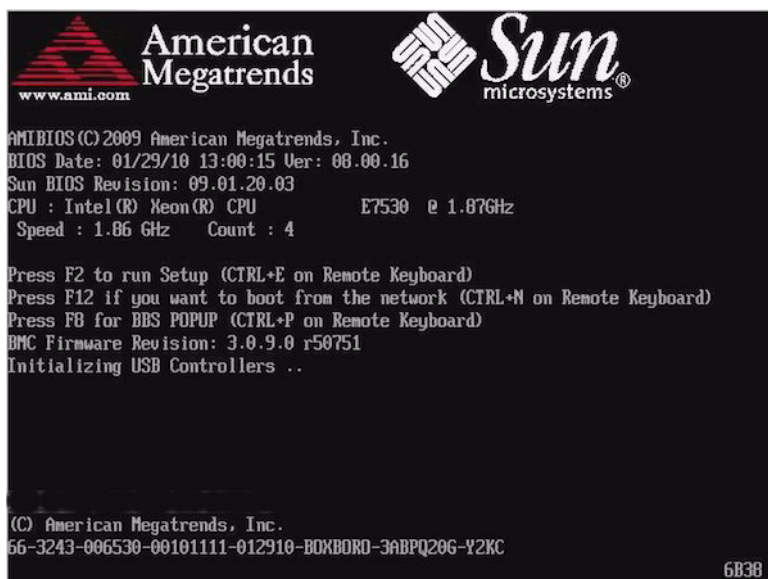 American
Megatrends
www.ami.com
Sun®
microsystems
AMIBIOS(C)2009 American Megatrends, Inc.
BIOS Date: 01/29/10 13:00:15 Ver: 08.00.16
Sun BIOS Revision: 09.01.20.03
CPU : Intel(R) Xeon(R) CPU E7530 @ 1.87GHz
Speed : 1.86 GHz Count : 4
Press F2 to run Setup (CTRL+E on Remote Keyboard)
Press F12 if you want to boot from the network (CTRL+N on Remote Keyboard)
Press F8 for BBS POPUP (CTRL+P on Remote Keyboard)
BMC Firmware Revision: 3.0.9.0 r50751
Initializing USB Controllers ..
(C) American Megatrends, Inc.
66-3243-006530-00101111-012910-BOXBORO-3ABPQ20G-Y2KC
6B38